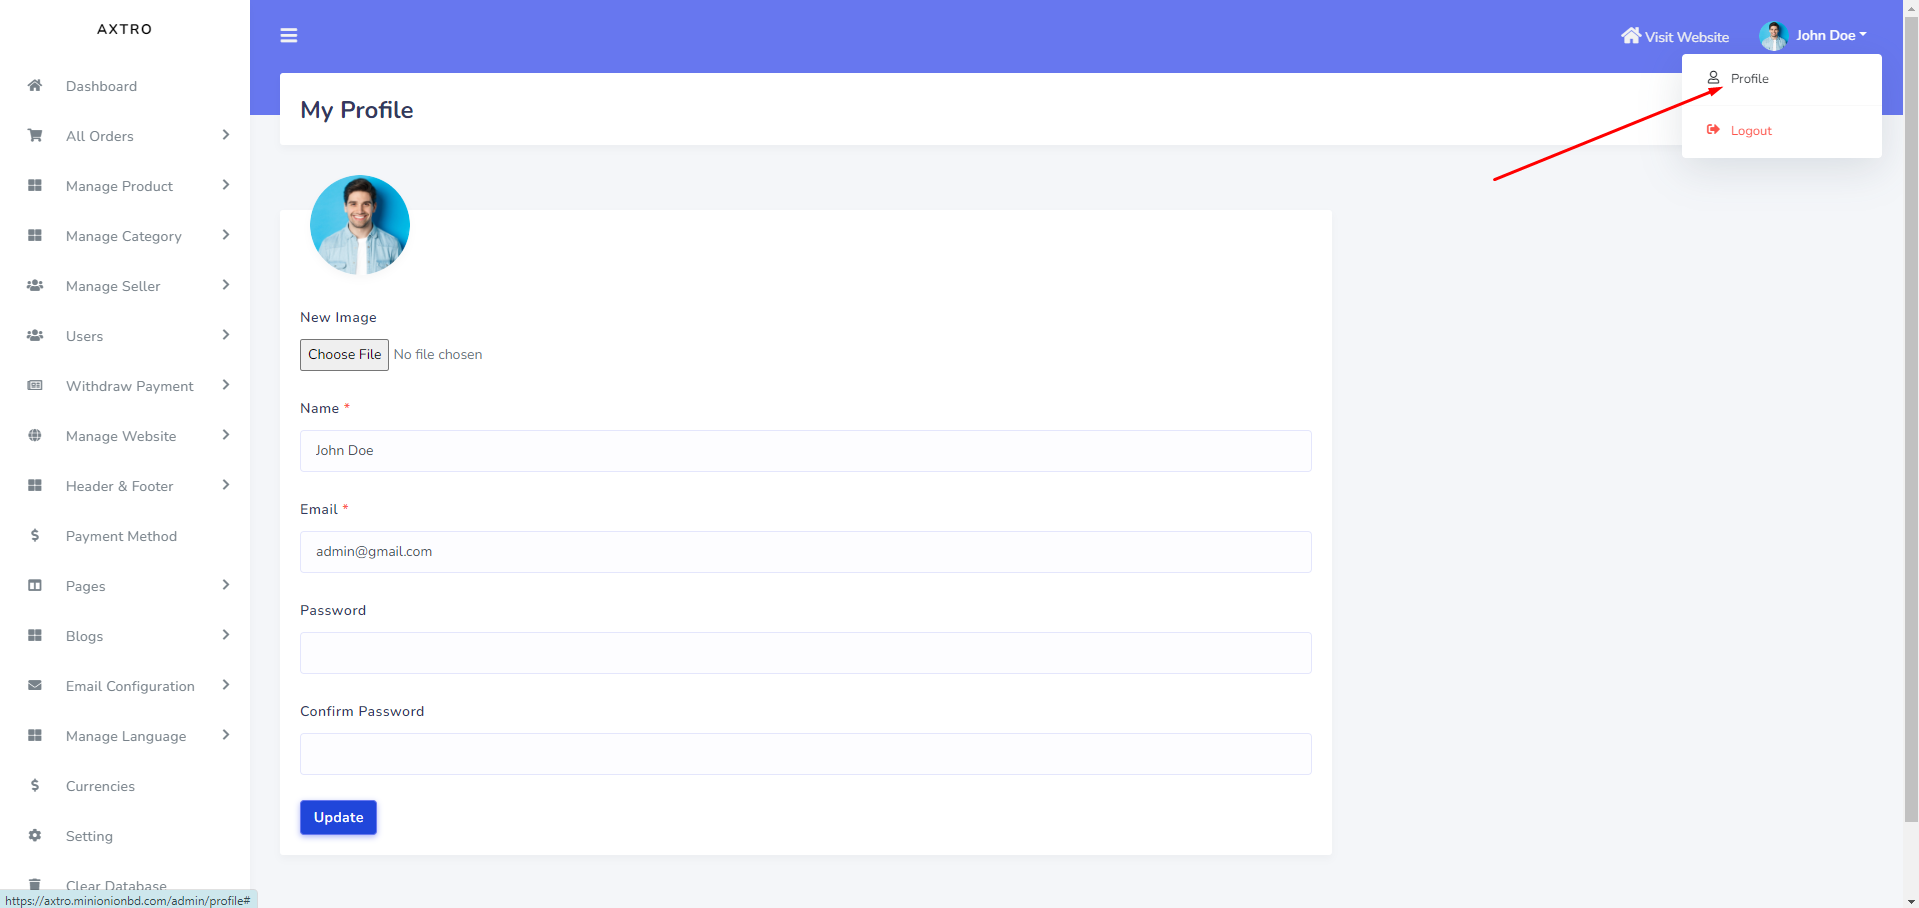 AXTRO
Visit Website
John Doe
Profile
Logout
Dashboard
All Orders
Manage Product
Manage Category
Manage Seller
Users
Withdraw Payment
Manage Website
Header & Footer
Payment Method
Pages
Blogs
Email Configuration
Manage Language
Currencies
Setting
Clear Database
My Profile
New Image
Choose File No file chosen
Name *
John Doe
Email *
admin@gmail.com
Password
Confirm Password
Update
https://axtro.minionionbd.com/admin/profile#